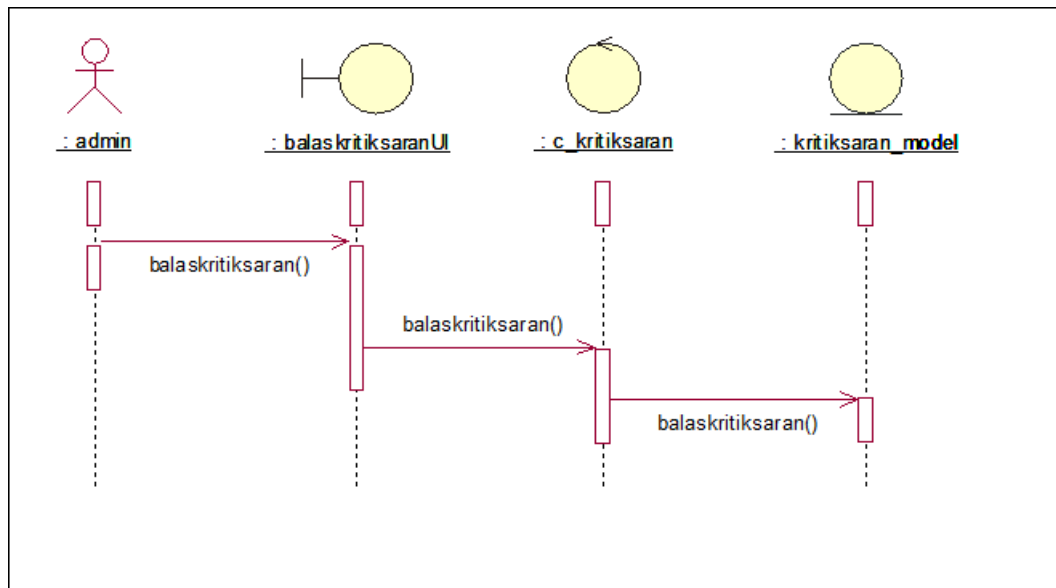 : admin
: balaskritiksaranUI
: c_kritiksaran
: kritiksaran_model
balaskritiksaran()
balaskritiksaran()
balaskritiksaran()